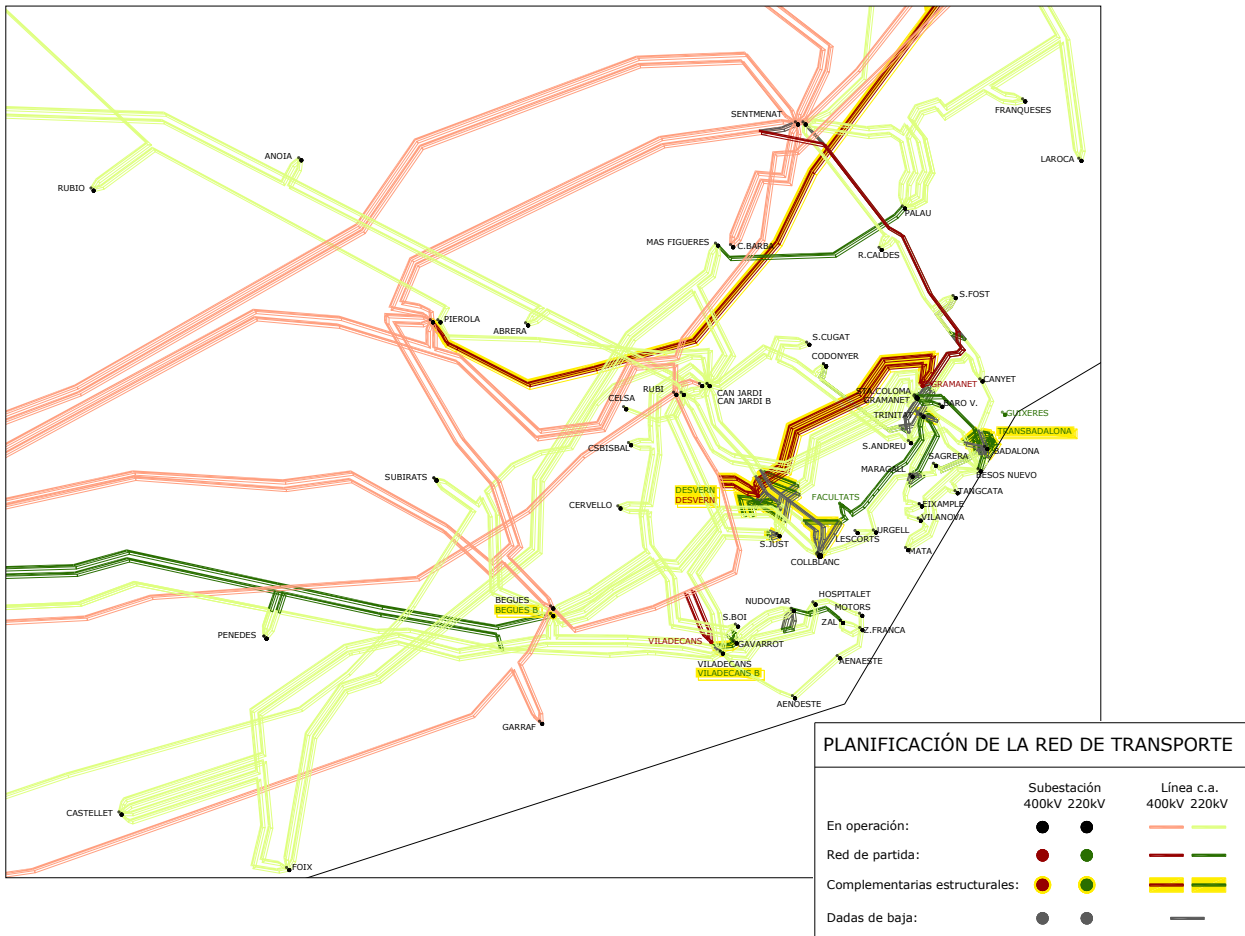 SENTMENAT
FRANQUESES
ANOIA
LAROCA
RUBIO
PALAU
MAS FIGUERES
C.BARBA
R.CALDES
S.FOST
PIEROLA
ABRERA
S.CUGAT
CODONYER
GRAMANET
CANYET
RUBI
CAN JARDI
CAN JARDI B
STA.COLOMA
GRAMANET
BARO V.
CELSA
TRINITAT
GUIXERES
TRANSBADALONA
CSBISBAL
S.ANDREU
BADALONA
SAGRERA
MARAGALL
BESOS NUEVO
SUBIRATS
DESVERN
DESVERN
FACULTATS
TANGCATA
CERVELLO
EIXAMPLE
VILANOVA
S.JUST
LESCORTS
URGELL
MATA
COLLBLANC
BEGUES
BEGUES B
NUDOVIAR
HOSPITALET
MOTORS
S.BOI
ZAL
Z.FRANCA
PENEDES
VILADECANS
GAVARROT
VILADECANS
VILADECANS B
AENAESTE
AENOESTE
GARRAF
CASTELLET
FOIX
PLANIFICACIÓN DE LA RED DE TRANSPORTE
Subestación Línea c.a.
400kV 220kV 400kV 220kV
En operación:
Red de partida:
Complementarias estructurales:
Dadas de baja: